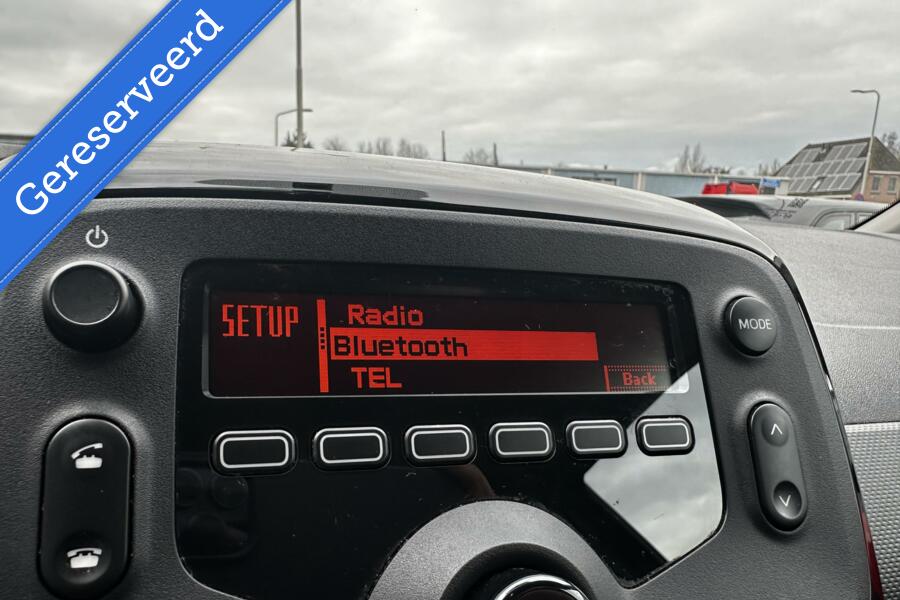 Gereserveerd
SETUP
Radio
Bluetooth
TEL
Back
MODE